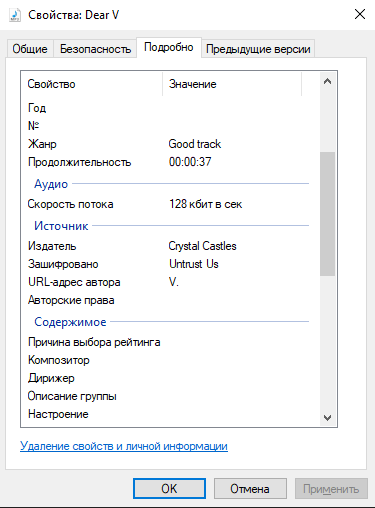 Свойства: Dear V
Общие Безопасность Подробно Предыдущие версии
Свойство Значение
Год
№
Жанр Good track
Продолжительность 00:00:37
Аудио
Скорость потока 128 кбит в сек
Источник
Издатель Crystal Castles
Зашифровано Untrust Us
URL-адрес автора V.
Авторские права
Содержимое
Причина выбора рейтинга
Композитор
Дирижер
Описание группы
Настроение
Удаление свойств и личной информации
OK Отмена Применить